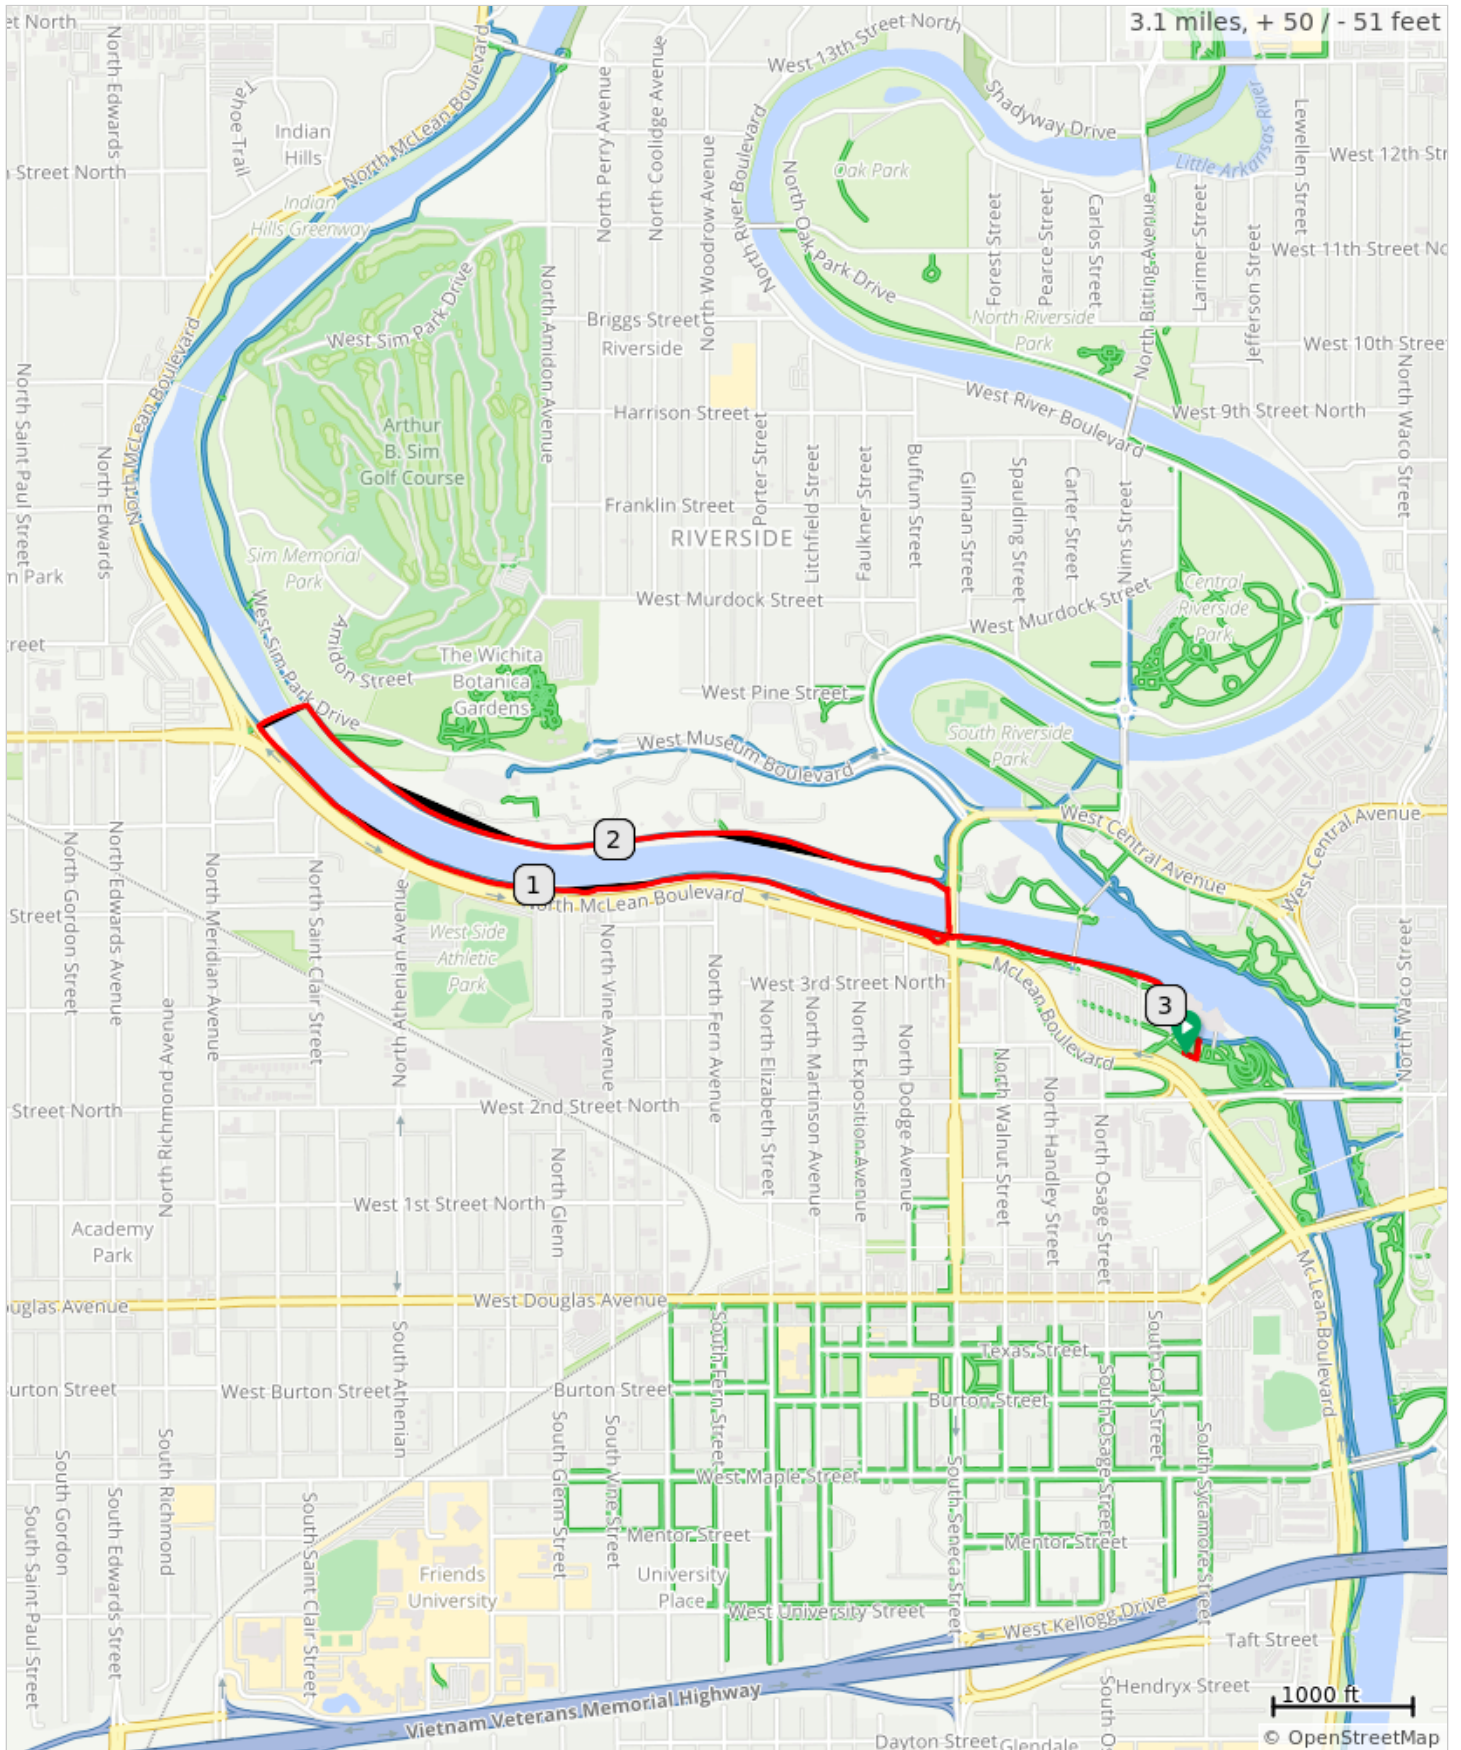 3.1 miles, + 50 / - 51 feet
et North
West 13th Street North
North Edwards
Tahoe Trail
Indian
Hills
North McLean Boulevard
North Perry Avenue
North Coolidge Avenue
North Woodrow Avenue
North River Boulevard
Shadyway Drive
Little Arkansas River
Lewellen Street
West 12th Str
Street North
Indian
Hills Greenway
Oak Park
North Oak Park Drive
Forest Street
Pearce Street
Carlos Street
North Bitting Avenue
Larimer Street
Jefferson Street
West 11th Street No
West Sim Park Drive
North Amidon Avenue
Briggs Street
Riverside
North Riverside
Park
West 10th Stree
North McLean Boulevard
North Saint Paul Street
North Edwards
Arthur
B. Sim
Golf Course
Harrison Street
West River Boulevard
West 9th Street North
North Waco Street
Porter Street
Litchfield Street
Faulkner Street
Buffum Street
Gilman Street
Spaulding Street
Carter Street
Nims Street
Franklin Street
RIVERSIDE
Sim Memorial
Park
m Park
West Sim Park Drive
Amidon Street
West Murdock Street
West Murdock Street
Central
Riverside
Park
reet
The Wichita
Botanica
Gardens
West Pine Street
West Museum Boulevard
South Riverside
Park
West Central Avenue
West Central Avenue
2
1
North McLean Boulevard
North Gordon Street
North Edwards Avenue
North Meridian Avenue
North Saint Clair Street
North Athenian Avenue
Street
West Side
Athletic
Park
North Vine Avenue
North Fern Avenue
West 3rd Street North
North Elizabeth Street
North Martinson Avenue
North Exposition Avenue
North Dodge Avenue
McLean Boulevard
3
North Waco Street
North Richmond Avenue
North Walnut Street
North Handley Street
North Osage Street
Street North
West 2nd Street North
North Glenn
West 1st Street North
Academy
Park
ouglas Avenue
West Douglas Avenue
McLean Boulevard
South Athenian
South Fern Street
Texas Street
South Osage Street
South Oak Street
urton Street
West Burton Street
Burton Street
Burton Street
South Gordon
South Richmond
South Glenn Street
South Vine Street
West Maple Street
South Seneca Street
South Sycamore Street
South Saint Paul Street
South Edwards Street
South Saint Clair Street
Mentor Street
Mentor Street
Friends
University
University
Place
West University Street
West Kellogg Drive
Taft Street
Hendryx Street
South O
Vietnam Veterans Memorial Highway
1000 ft
Dayton Street
Glendale
© OpenStreetMap